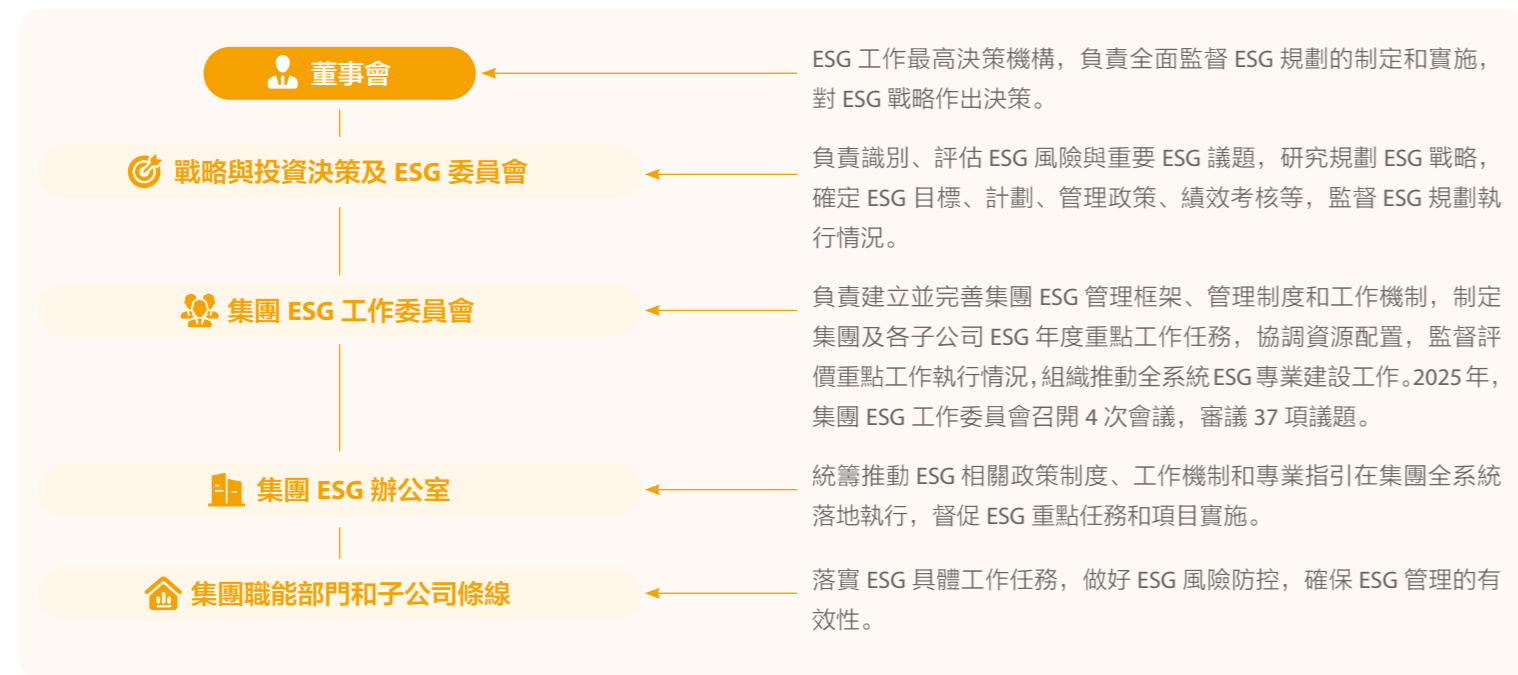 董事會
ESG 工作最高決策機構，負責全面監督 ESG 規劃的制定和實施，
對 ESG 戰略作出決策。
戰略與投資決策及 ESG 委員會
負責識別、評估 ESG 風險與重要 ESG 議題，研究規劃 ESG 戰略，
確定 ESG 目標、計劃、管理政策、績效考核等，監督 ESG 規劃執
行情況。
集團 ESG 工作委員會
負責建立並完善集團 ESG 管理框架、管理制度和工作機制，制定
集團及各子公司 ESG 年度重點工作任務，協調資源配置，監督評
價重點工作執行情況，組織推動全系統 ESG 專業建設工作。2025 年，
集團 ESG 工作委員會召開 4 次會議，審議 37 項議題。
集團 ESG 辦公室
統籌推動 ESG 相關政策制度、工作機制和專業指引在集團全系統
落地執行，督促 ESG 重點任務和項目實施。
集團職能部門和子公司條線
落實 ESG 具體工作任務，做好 ESG 風險防控，確保 ESG 管理的有
效性。